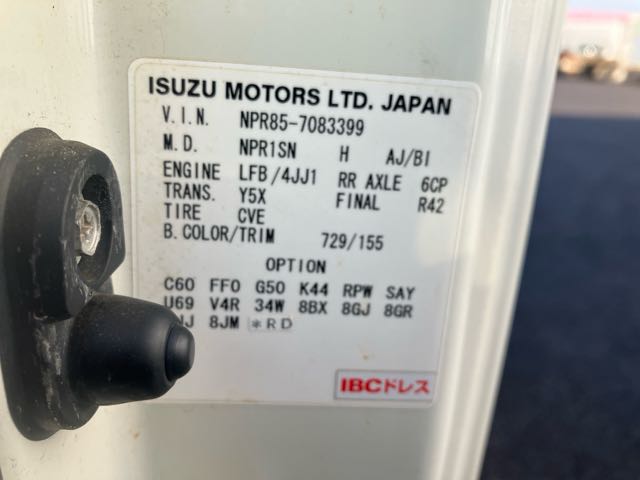 ISUZU MOTORS LTD. JAPAN
V.I.N. NPR85-7083399
M.D. NPR1SN H AJ/BI
ENGINE LFB/4JJ1 RR AXLE 6CP
TRANS. Y5X FINAL R42
TIRE CVE
B.COLOR/TRIM 729/155
OPTION
C60 FF0 G50 K44 RPW SAY
U69 V4R 34W 8BX 8GJ 8GR
8JM *RD
IBCドレス